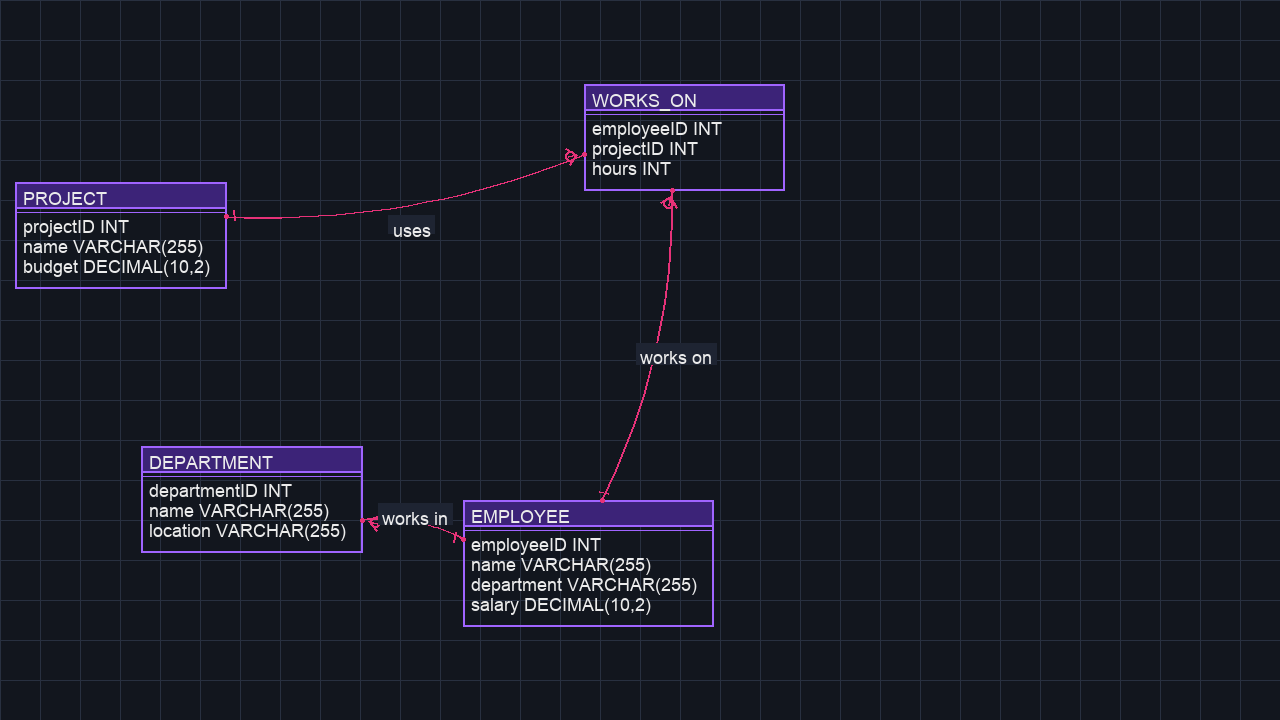 WORKS_ON
employeeID INT
projectID INT
hours INT
PROJECT
projectID INT
name VARCHAR(255)
budget DECIMAL(10,2)
uses
works on
DEPARTMENT
departmentID INT
name VARCHAR(255)
location VARCHAR(255)
works in
EMPLOYEE
employeeID INT
name VARCHAR(255)
department VARCHAR(255)
salary DECIMAL(10,2)